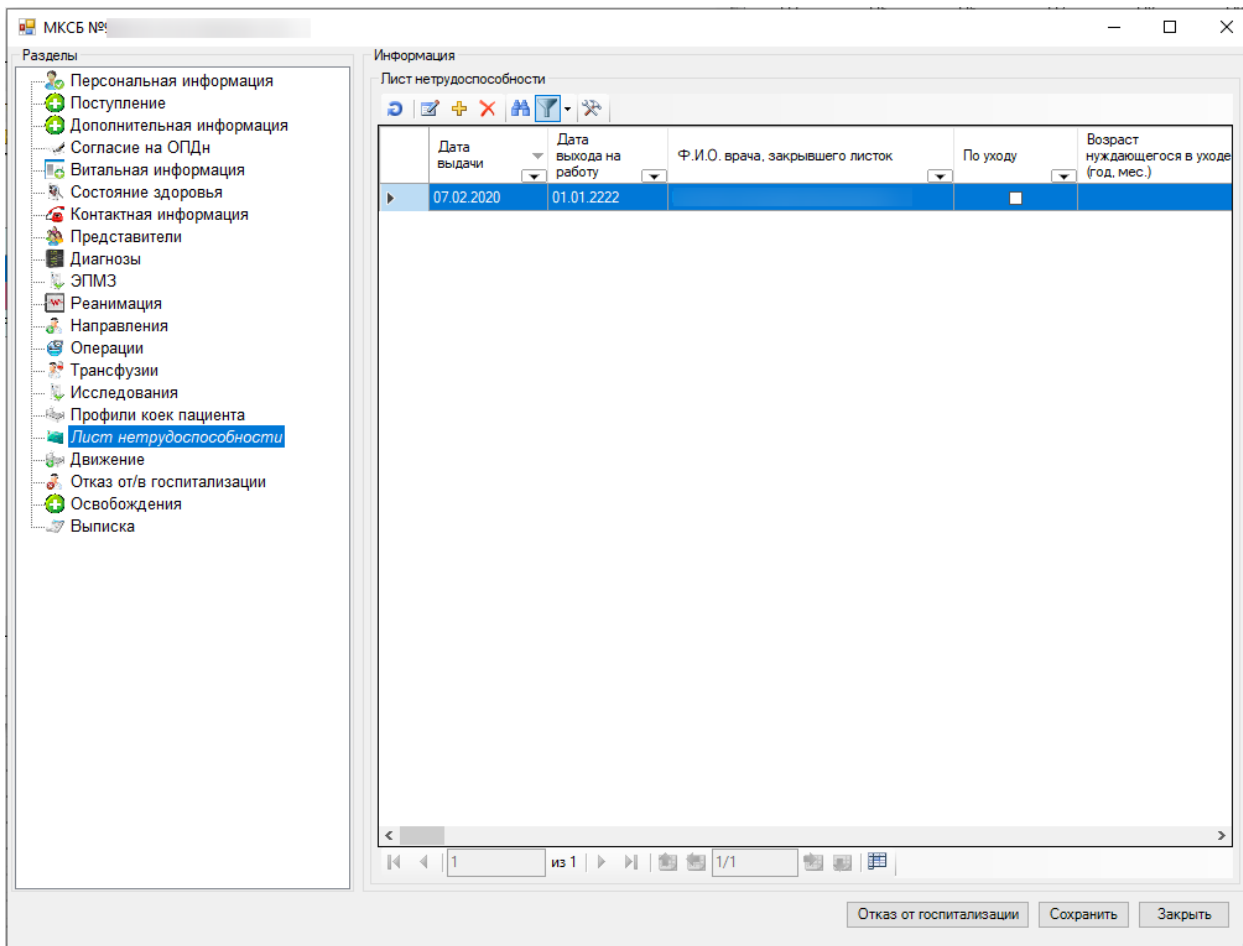 МКСБ №
Разделы
Персональная информация
Поступление
Дополнительная информация
Согласие на ОПДн
Витальная информация
Состояние здоровья
Контактная информация
Представители
Диагнозы
ЭПМЗ
Реанимация
Направления
Операции
Трансфузии
Исследования
Профили коек пациента
Лист нетрудоспособности
Движение
Отказ от/в госпитализации
Освобождения
Выписка
Информация
Лист нетрудоспособности
Дата
выдачи
Дата
выхода на
работу
Ф.И.О. врача, закрывшего листок
По уходу
Возраст
нуждающегося в уходе
(год, мес.)
07.02.2020
01.01.2222
1
из 1
1/1
Отказ от госпитализации
Сохранить
Закрыть